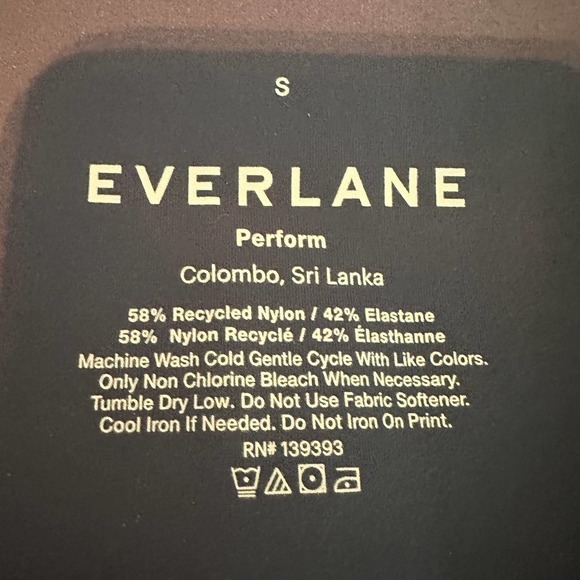 S
EVERLANE
Perform
Colombo, Sri Lanka
58% Recycled Nylon / 42% Elastane
58% Nylon Recyclé / 42% Élasthanne
Machine Wash Cold Gentle Cycle With Like Colors.
Only Non Chlorine Bleach When Necessary.
Tumble Dry Low. Do Not Use Fabric Softener.
Cool Iron If Needed. Do Not Iron On Print.
RN# 139393